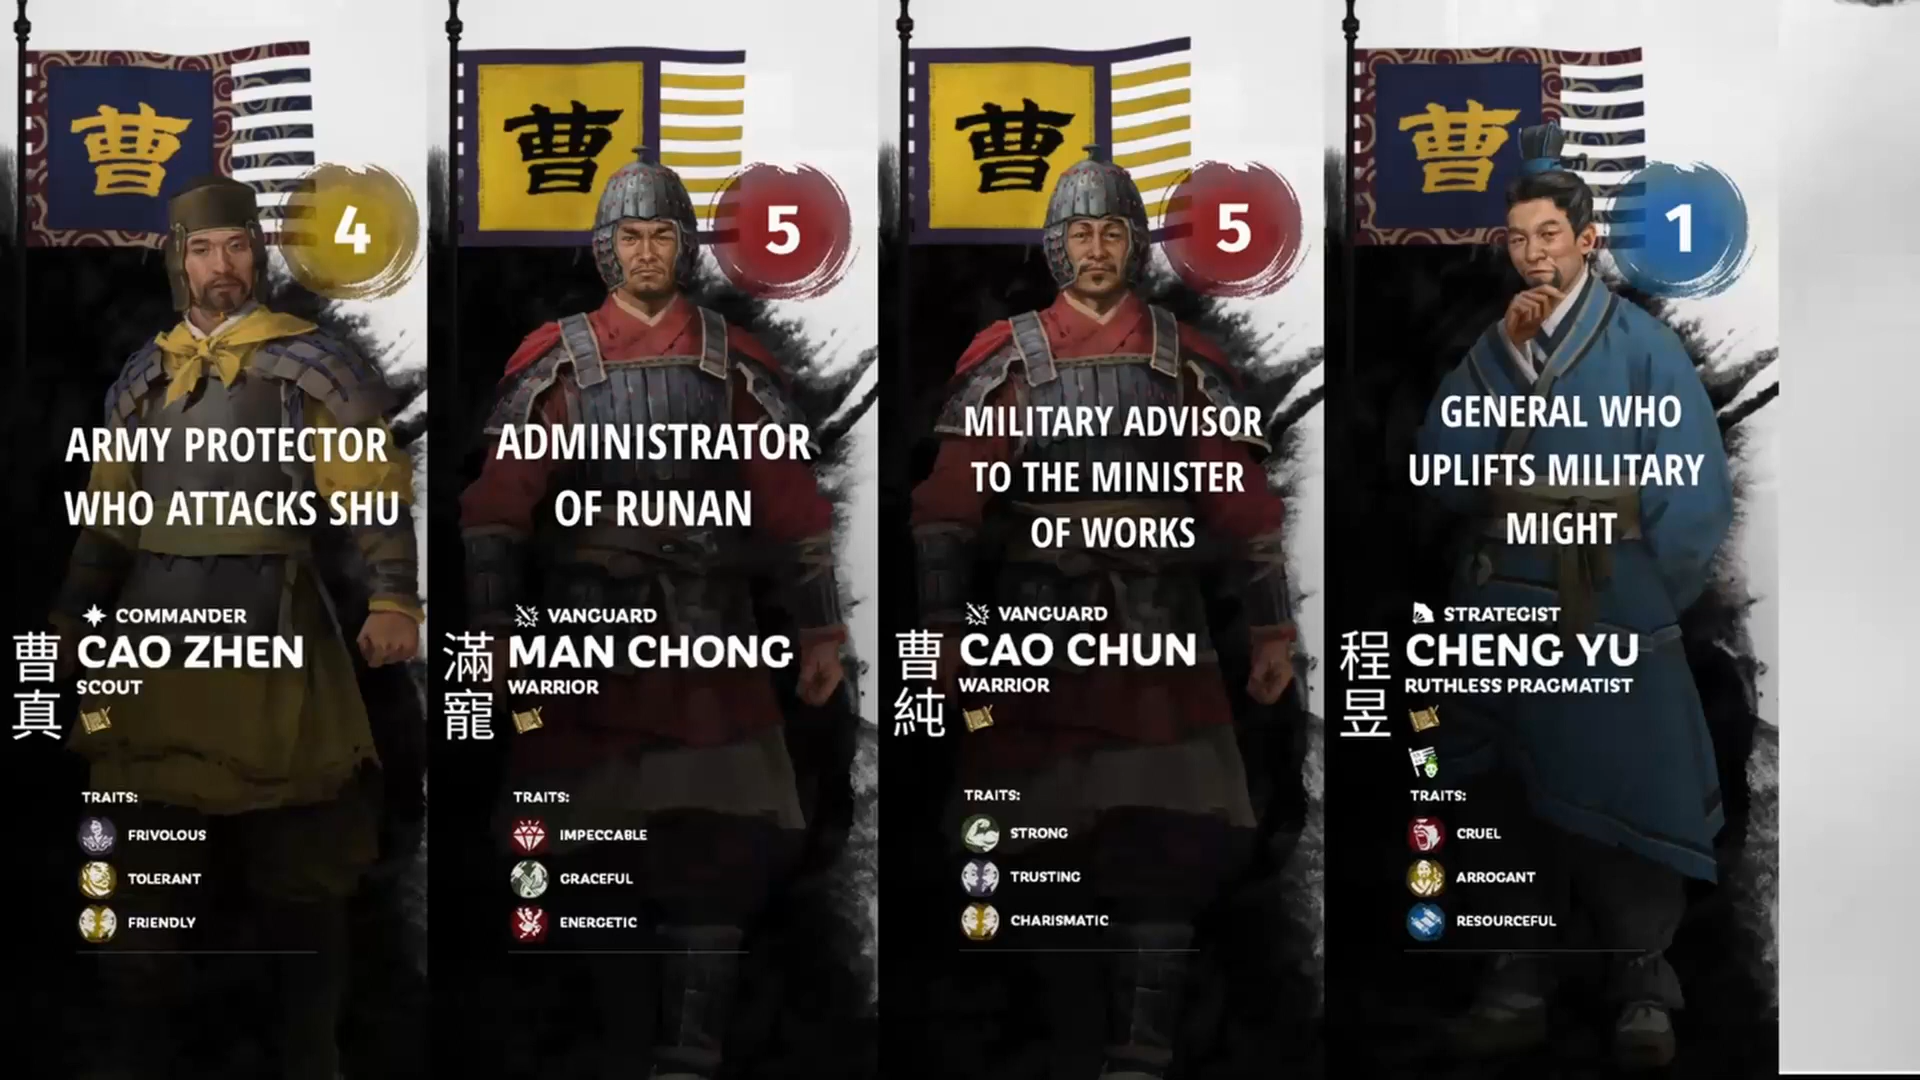 曹
4
ARMY PROTECTOR
WHO ATTACKS SHU
COMMANDER
曹真
CAO ZHEN
SCOUT
TRAITS:
FRIVOLOUS
TOLERANT
FRIENDLY
曹
5
ADMINISTRATOR
OF RUNAN
VANGUARD
滿寵
MAN CHONG
WARRIOR
TRAITS:
IMPECCABLE
GRACEFUL
ENERGETIC
曹
5
MILITARY ADVISOR
TO THE MINISTER
OF WORKS
VANGUARD
曹純
CAO CHUN
WARRIOR
TRAITS:
STRONG
TRUSTING
CHARISMATIC
曹
1
GENERAL WHO
UPLIFTS MILITARY
MIGHT
STRATEGIST
程昱
CHENG YU
RUTHLESS PRAGMATIST
TRAITS:
CRUEL
ARROGANT
RESOURCEFUL